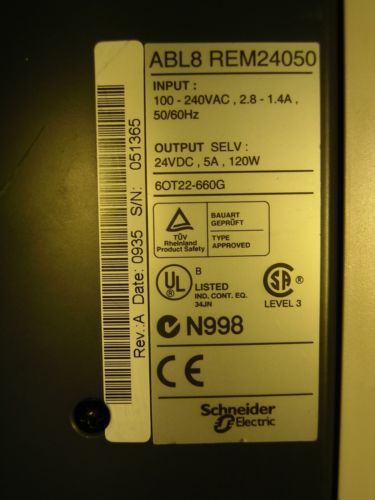 ABL8 REM24050
INPUT :
100 - 240VAC , 2.8 - 1.4A ,
50/60Hz
OUTPUT SELV :
24VDC , 5A , 120W
6OT22-660G
TÜV
Rheinland
Product Safety
BAUART
GEPRÜFT
TYPE
APPROVED
UL
B
LISTED
IND. CONT. EQ.
34JN
SA
LEVEL 3
N998
CE
Schneider
Electric
Rev.:A Date: 0935 S/N: 051365